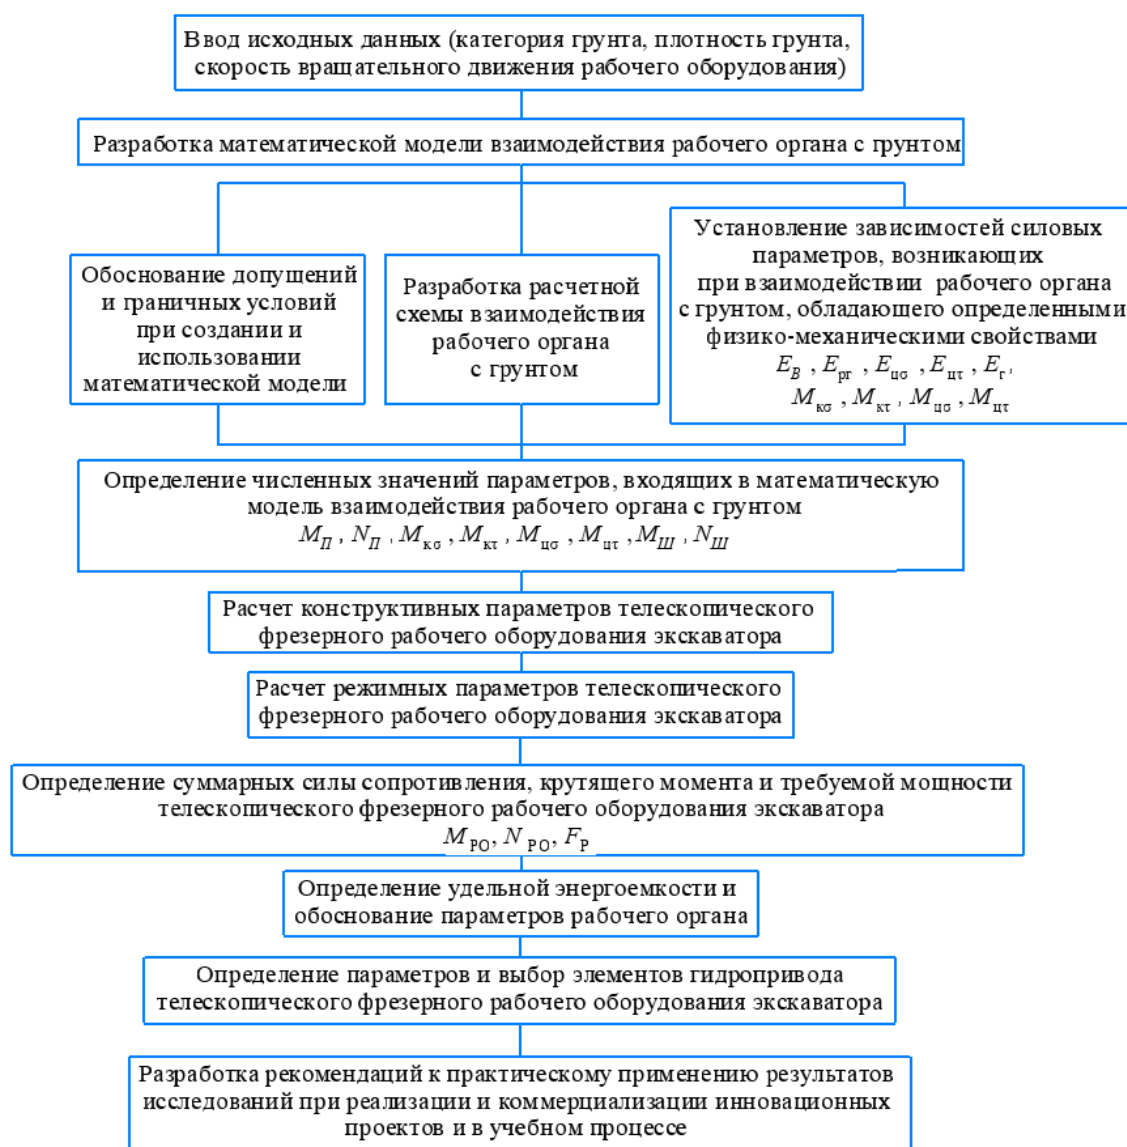 Ввод исходных данных (категория грунта, плотность грунта,
скорость вращательного движения рабочего оборудования)
Разработка математической модели взаимодействия рабочего органа с грунтом
Обоснование допущений
и граничных условий
при создании и
использовании
математической модели
Разработка расчетной
схемы взаимодействия
рабочего органа
с грунтом
Установление зависимостей силовых
параметров, возникающих
при взаимодействии рабочего органа
с грунтом, обладающего определенными
физико-механическими свойствами
E_В , E_рг , E_цσ , E_цτ , E_г ,
M_кσ , M_кτ , M_цσ , M_цτ
Определение численных значений параметров, входящих в математическую
модель взаимодействия рабочего органа с грунтом
M_П , N_П , M_кσ , M_кτ , M_цσ , M_цτ , M_Ш , N_Ш
Расчет конструктивных параметров телескопического
фрезерного рабочего оборудования экскаватора
Расчет режимных параметров телескопического
фрезерного рабочего оборудования экскаватора
Определение суммарных силы сопротивления, крутящего момента и требуемой мощности
телескопического фрезерного рабочего оборудования экскаватора
M_РО, N_РО, F_Р
Определение удельной энергоемкости и
обоснование параметров рабочего органа
Определение параметров и выбор элементов гидропривода
телескопического фрезерного рабочего оборудования экскаватора
Разработка рекомендаций к практическому применению результатов
исследований при реализации и коммерциализации инновационных
проектов и в учебном процессе